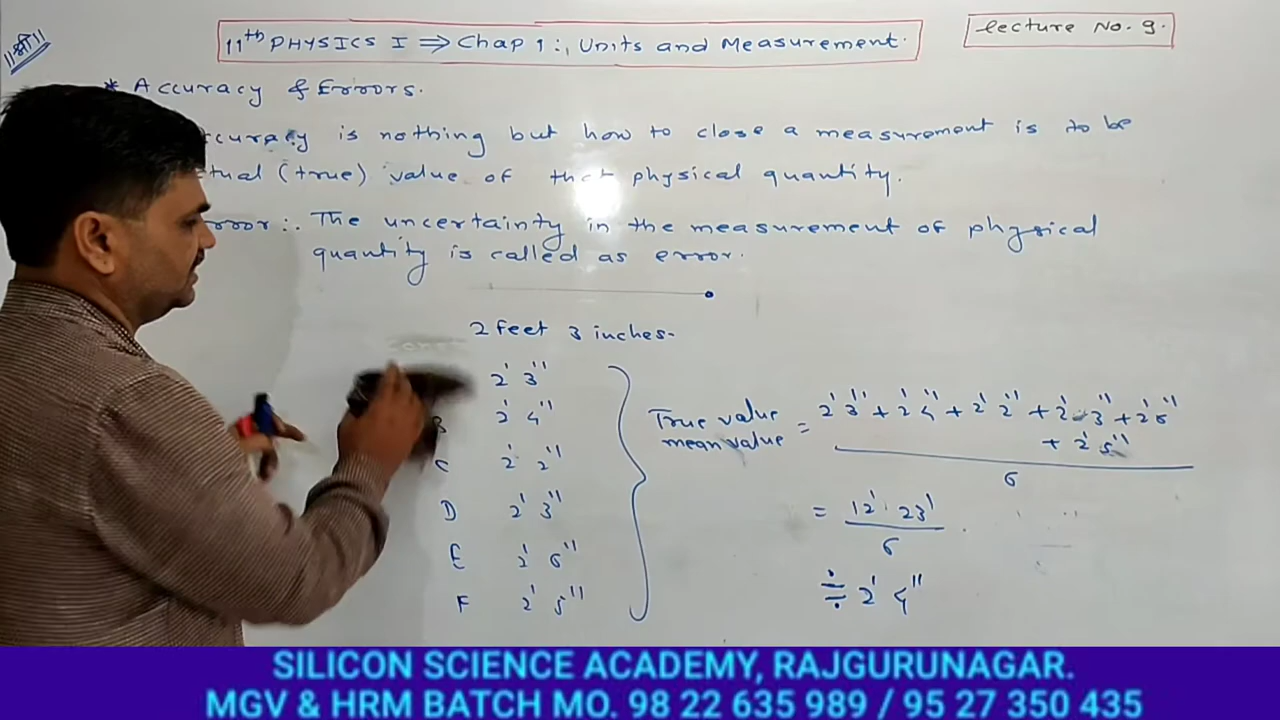 ॥श्री॥
11th PHYSICS I ⇒ Chap 1:, Units and Measurement.
lecture No. 9.
* Accuracy & Errors.
curacy is nothing but how to close a measurement is to be
tual (true) value of that physical quantity.
rror:. The uncertainty in the measurement of physical
quantity is called as error.
2 feet 3 inches-
2' 3''
B 2' 4''
C 2' 2''
D 2' 3''
E 2' 6''
F 2' 5''
True value
mean value
= 2' 3'' + 2' 4'' + 2' 2'' + 2' 3'' + 2' 6''
+ 2' 5''
6
= 12' 23'
6
≑ 2' 4''
SILICON SCIENCE ACADEMY, RAJGURUNAGAR.
MGV & HRM BATCH MO. 98 22 635 989 / 95 27 350 435